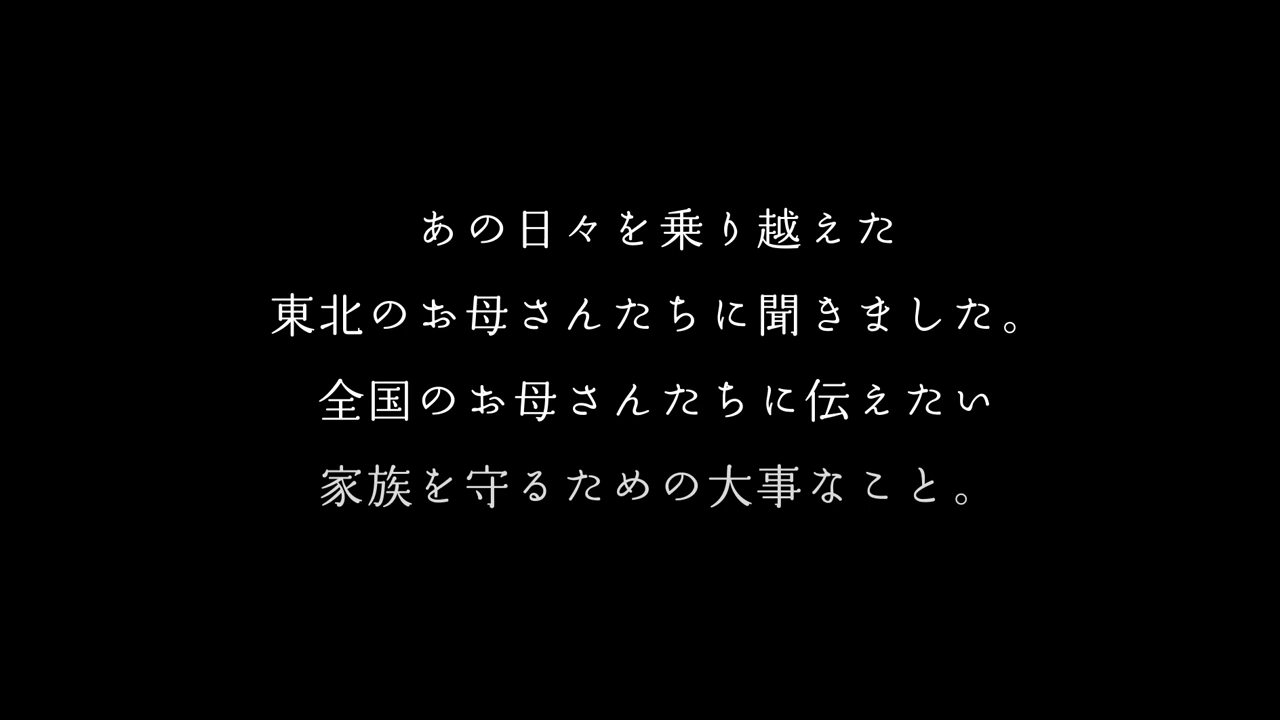 あの日々を乗り越えた
東北のお母さんたちに聞きました。
全国のお母さんたちに伝えたい
家族を守るための大事なこと。